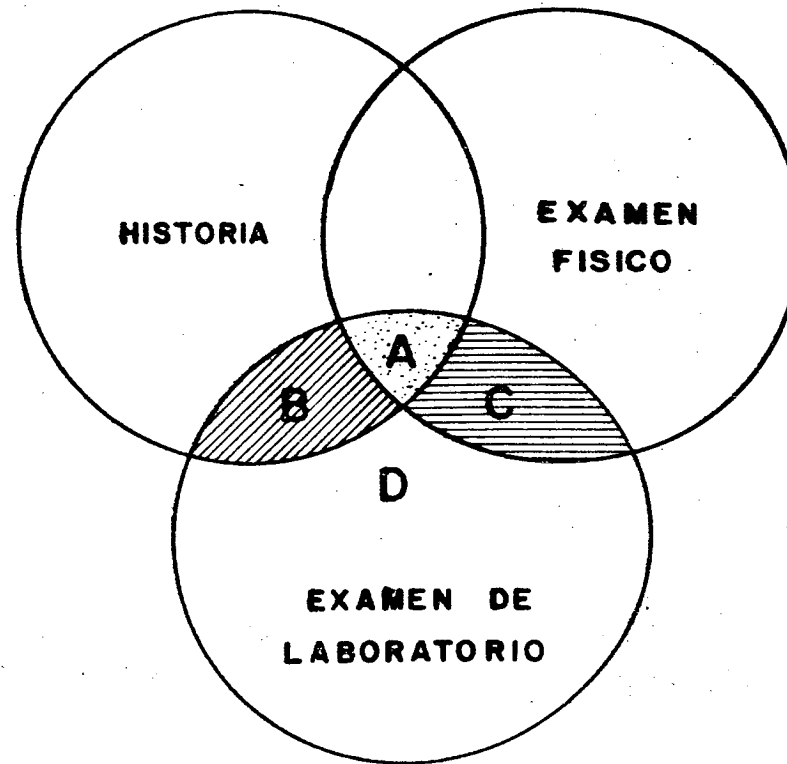 HISTORIA
EXAMEN
FISICO
A
B
C
D
EXAMEN DE
LABORATORIO